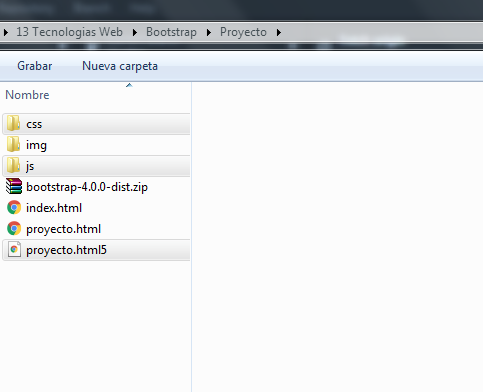 13 Tecnologias Web Bootstrap Proyecto
Grabar Nueva carpeta
Nombre
css
img
js
bootstrap-4.0.0-dist.zip
index.html
proyecto.html
proyecto.html5